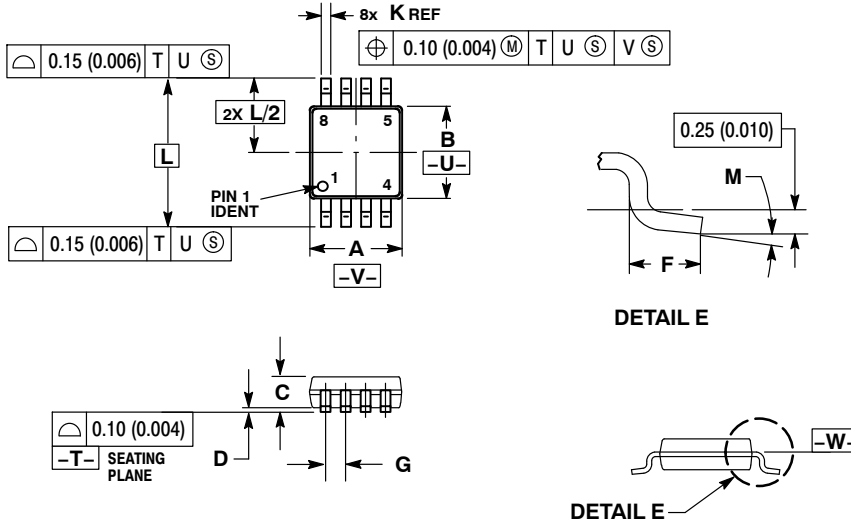 8x K REF
⌖ 0.10 (0.004) Ⓜ T U Ⓢ V Ⓢ
⌓ 0.15 (0.006) T U Ⓢ
2X L/2
8 5
B
-U-
L
PIN 1
IDENT
1 4
⌓ 0.15 (0.006) T U Ⓢ
A
-V-
0.25 (0.010)
M
F
DETAIL E
C
⌓ 0.10 (0.004)
-T- SEATING
PLANE
D
G
-W-
DETAIL E